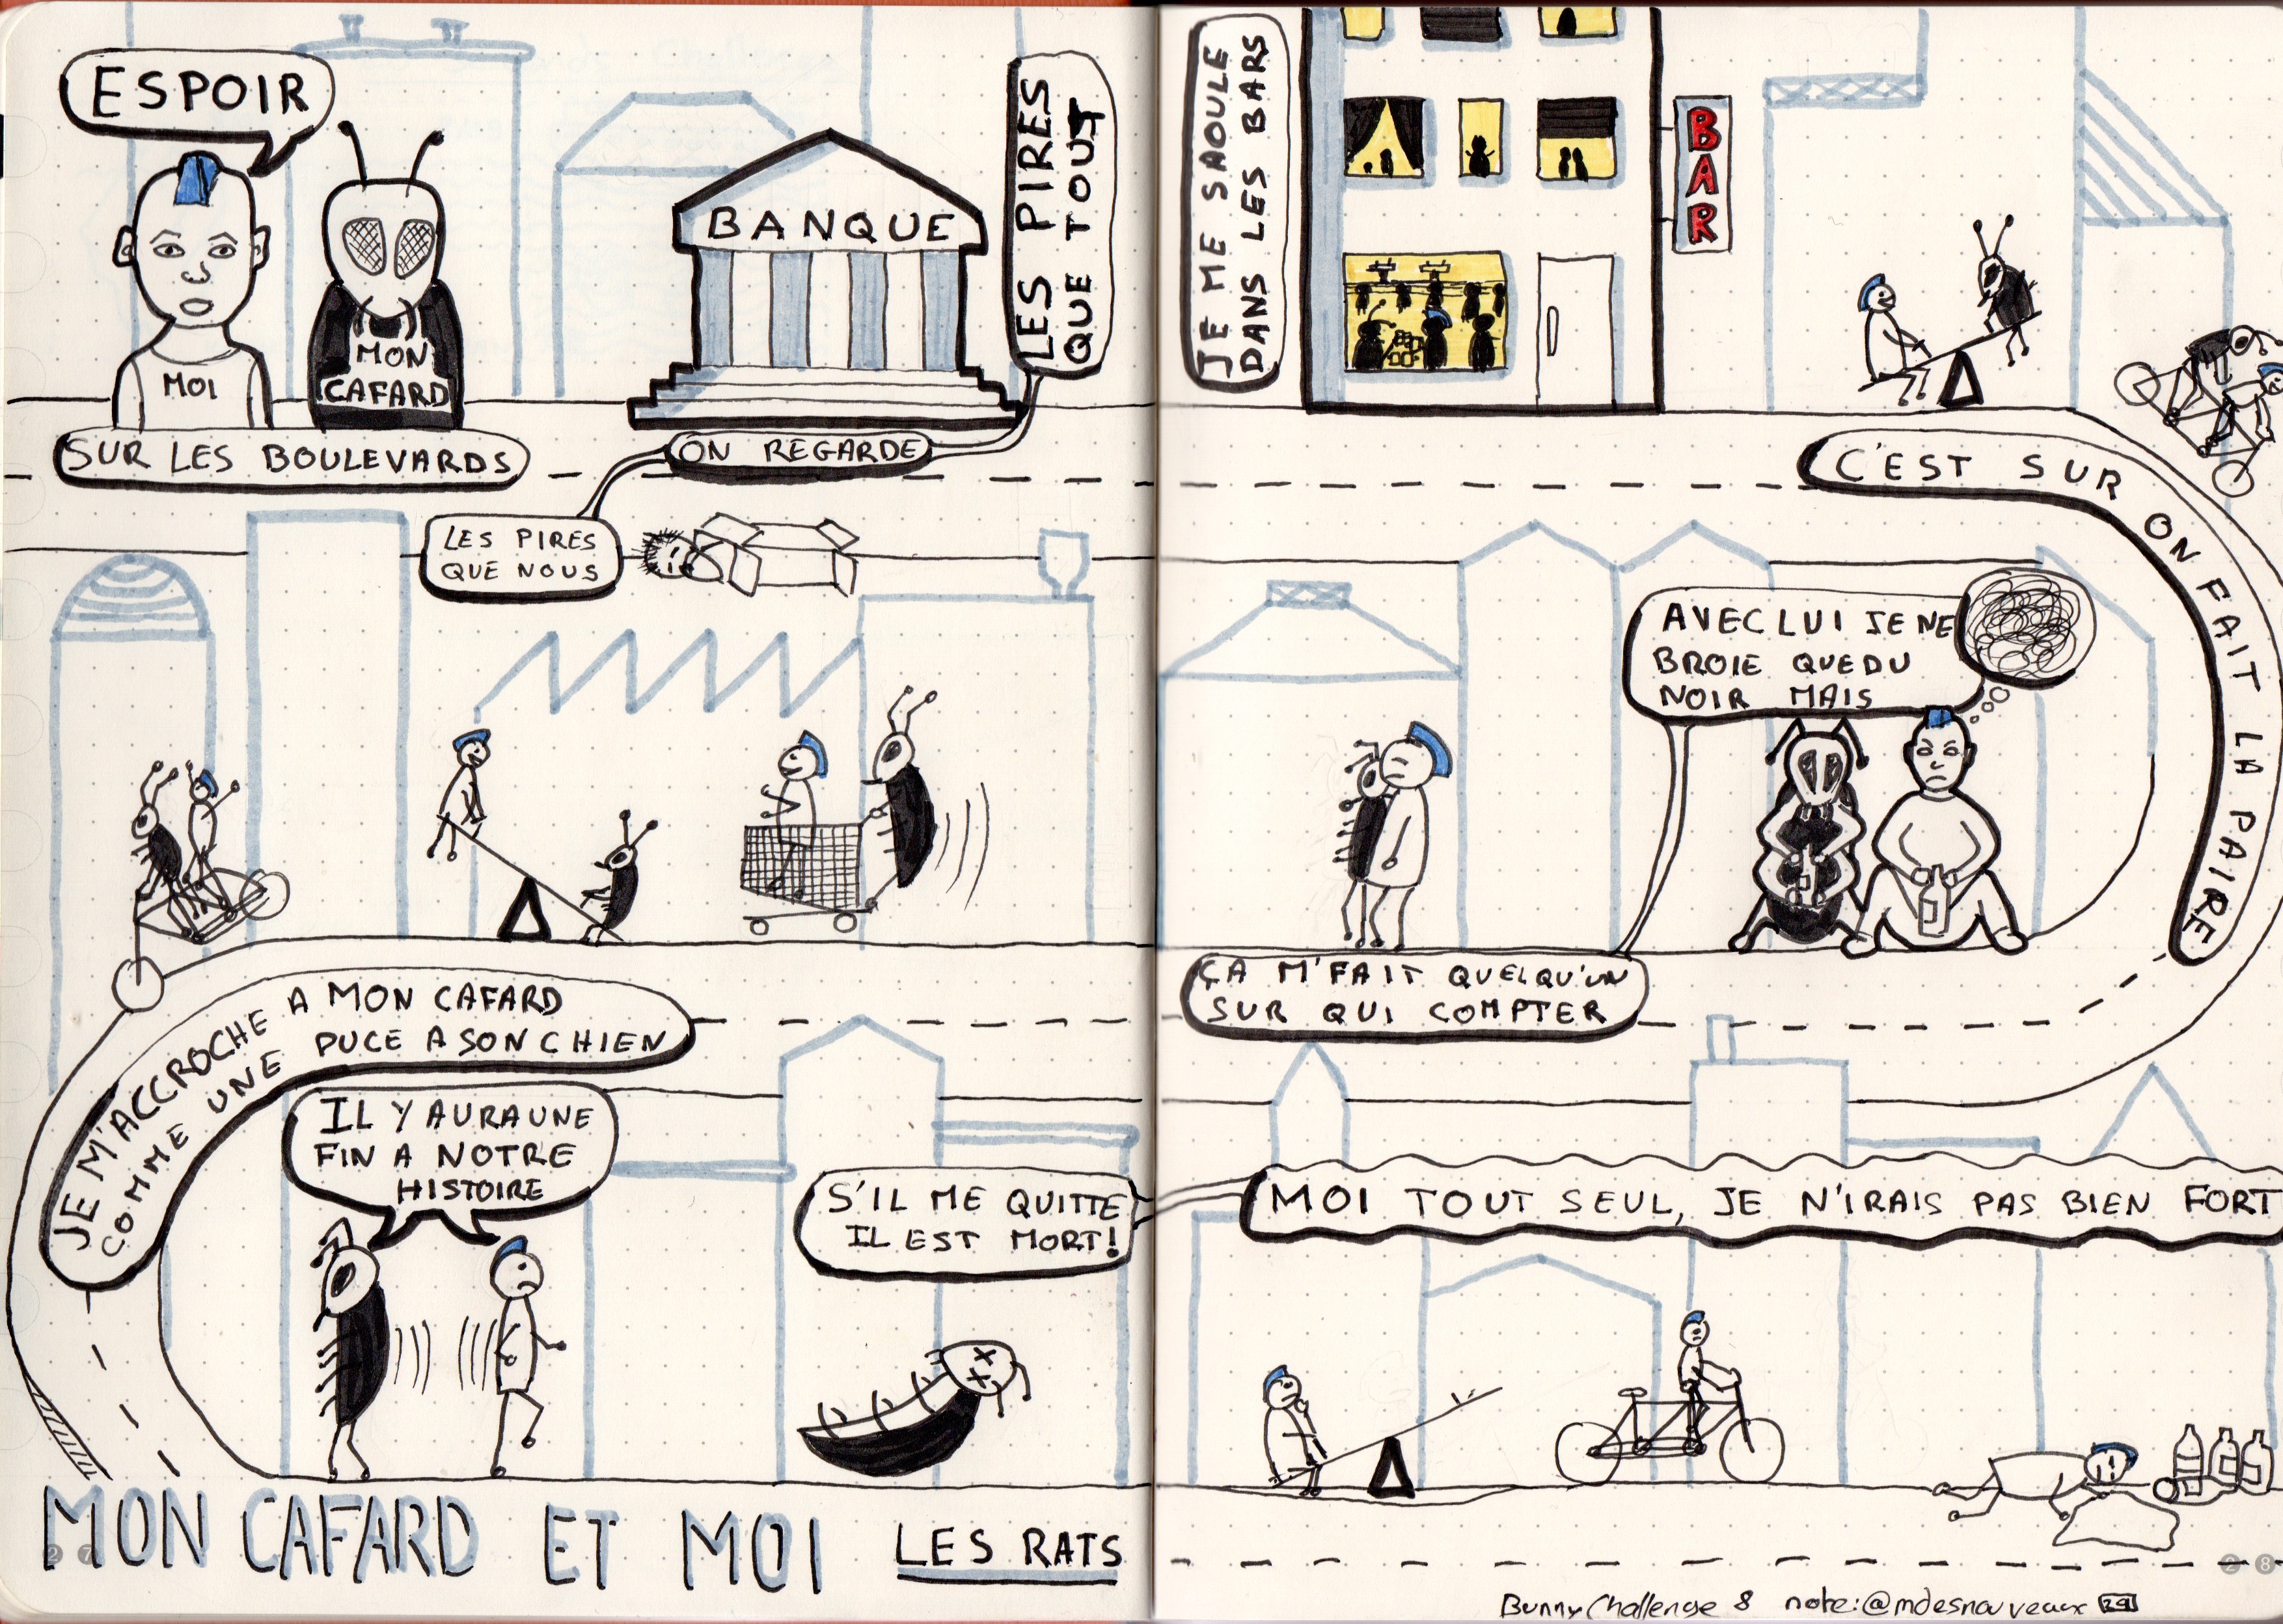 ESPOIR
MOI
MON
CAFARD
SUR LES BOULEVARDS
BANQUE
ON REGARDE
LES PIRES
QUE TOUT
LES PIRES
QUE NOUS
JE ME SAOULE
DANS LES BARS
BAR
C'EST SUR ON FAIT LA PAIRE
AVEC LUI JE NE
BROIE QUE DU
NOIR MAIS
ÇA M'FAIT QUELQU'UN
SUR QUI COMPTER
JE M'ACCROCHE A MON CAFARD
COMME UNE PUCE A SON CHIEN
IL Y AURA UNE
FIN A NOTRE
HISTOIRE
S'IL ME QUITTE
IL EST MORT!
MOI TOUT SEUL, JE N'IRAIS PAS BIEN FORT
MON CAFARD ET MOI
LES RATS
27
28
Bunny Challenge 8 note: @mdesnouveaux